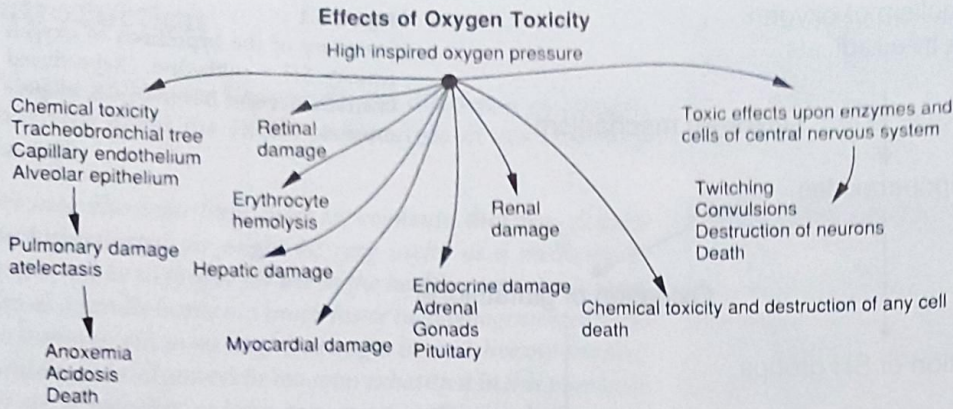 Effects of Oxygen Toxicity
High inspired oxygen pressure
Chemical toxicity
Tracheobronchial tree
Capillary endothelium
Alveolar epithelium
Pulmonary damage
atelectasis
Anoxemia
Acidosis
Death
Retinal
damage
Erythrocyte
hemolysis
Hepatic damage
Myocardial damage
Endocrine damage
Adrenal
Gonads
Pituitary
Renal
damage
Chemical toxicity and destruction of any cell
death
Toxic effects upon enzymes and
cells of central nervous system
Twitching
Convulsions
Destruction of neurons
Death